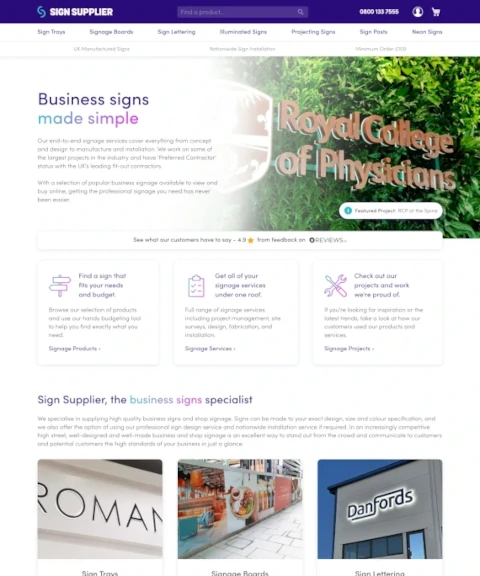 SIGN SUPPLIER
Find a product...
0800 133 7555
Sign Trays
Signage Boards
Sign Lettering
Illuminated Signs
Projecting Signs
Sign Posts
Neon Signs
UK Manufactured Signs
Nationwide Sign Installation
Minimum Order £100
Business signs
made simple
Our end-to-end signage services cover everything from concept
and design to manufacture and installation. We work on some of
the largest projects in the industry and have 'Preferred Contractor'
status with the UK's leading fit-out contractors.
With a selection of popular business signage available to view and
buy online, getting the professional signage you need has never
been easier.
Royal College
of Physicians
Featured Project: RCP at the Spine
See what our customers have to say - 4.9 from feedback on REVIEWS.io
Find a sign that
fits your needs
and budget.
Browse our selection of products
and use our handy budgeting tool
to help you find exactly what you
need.
Signage Products ›
Get all of your
signage services
under one roof.
Full range of signage services
including project management, site
surveys, design, fabrication, and
installation.
Signage Services ›
Check out our
projects and work
we're proud of.
If you're looking for inspiration or the
latest trends, take a look at how our
customers used our products and
services.
Signage Projects ›
Sign Supplier, the business signs specialist
We specialise in supplying high quality business signs and shop signage. Signs can be made to your exact design, size and colour specification, and
we also offer the option of using our professional sign design service and nationwide installation service if required. In an increasingly competitive
high street, well-designed and well-made business and shop signage is an excellent way to stand out from the crowd and communicate to customers
and potential customers the high standards of your business in just a glance.
ROMAN
Danfords
Sign Trays
Signage Boards
Sign Lettering